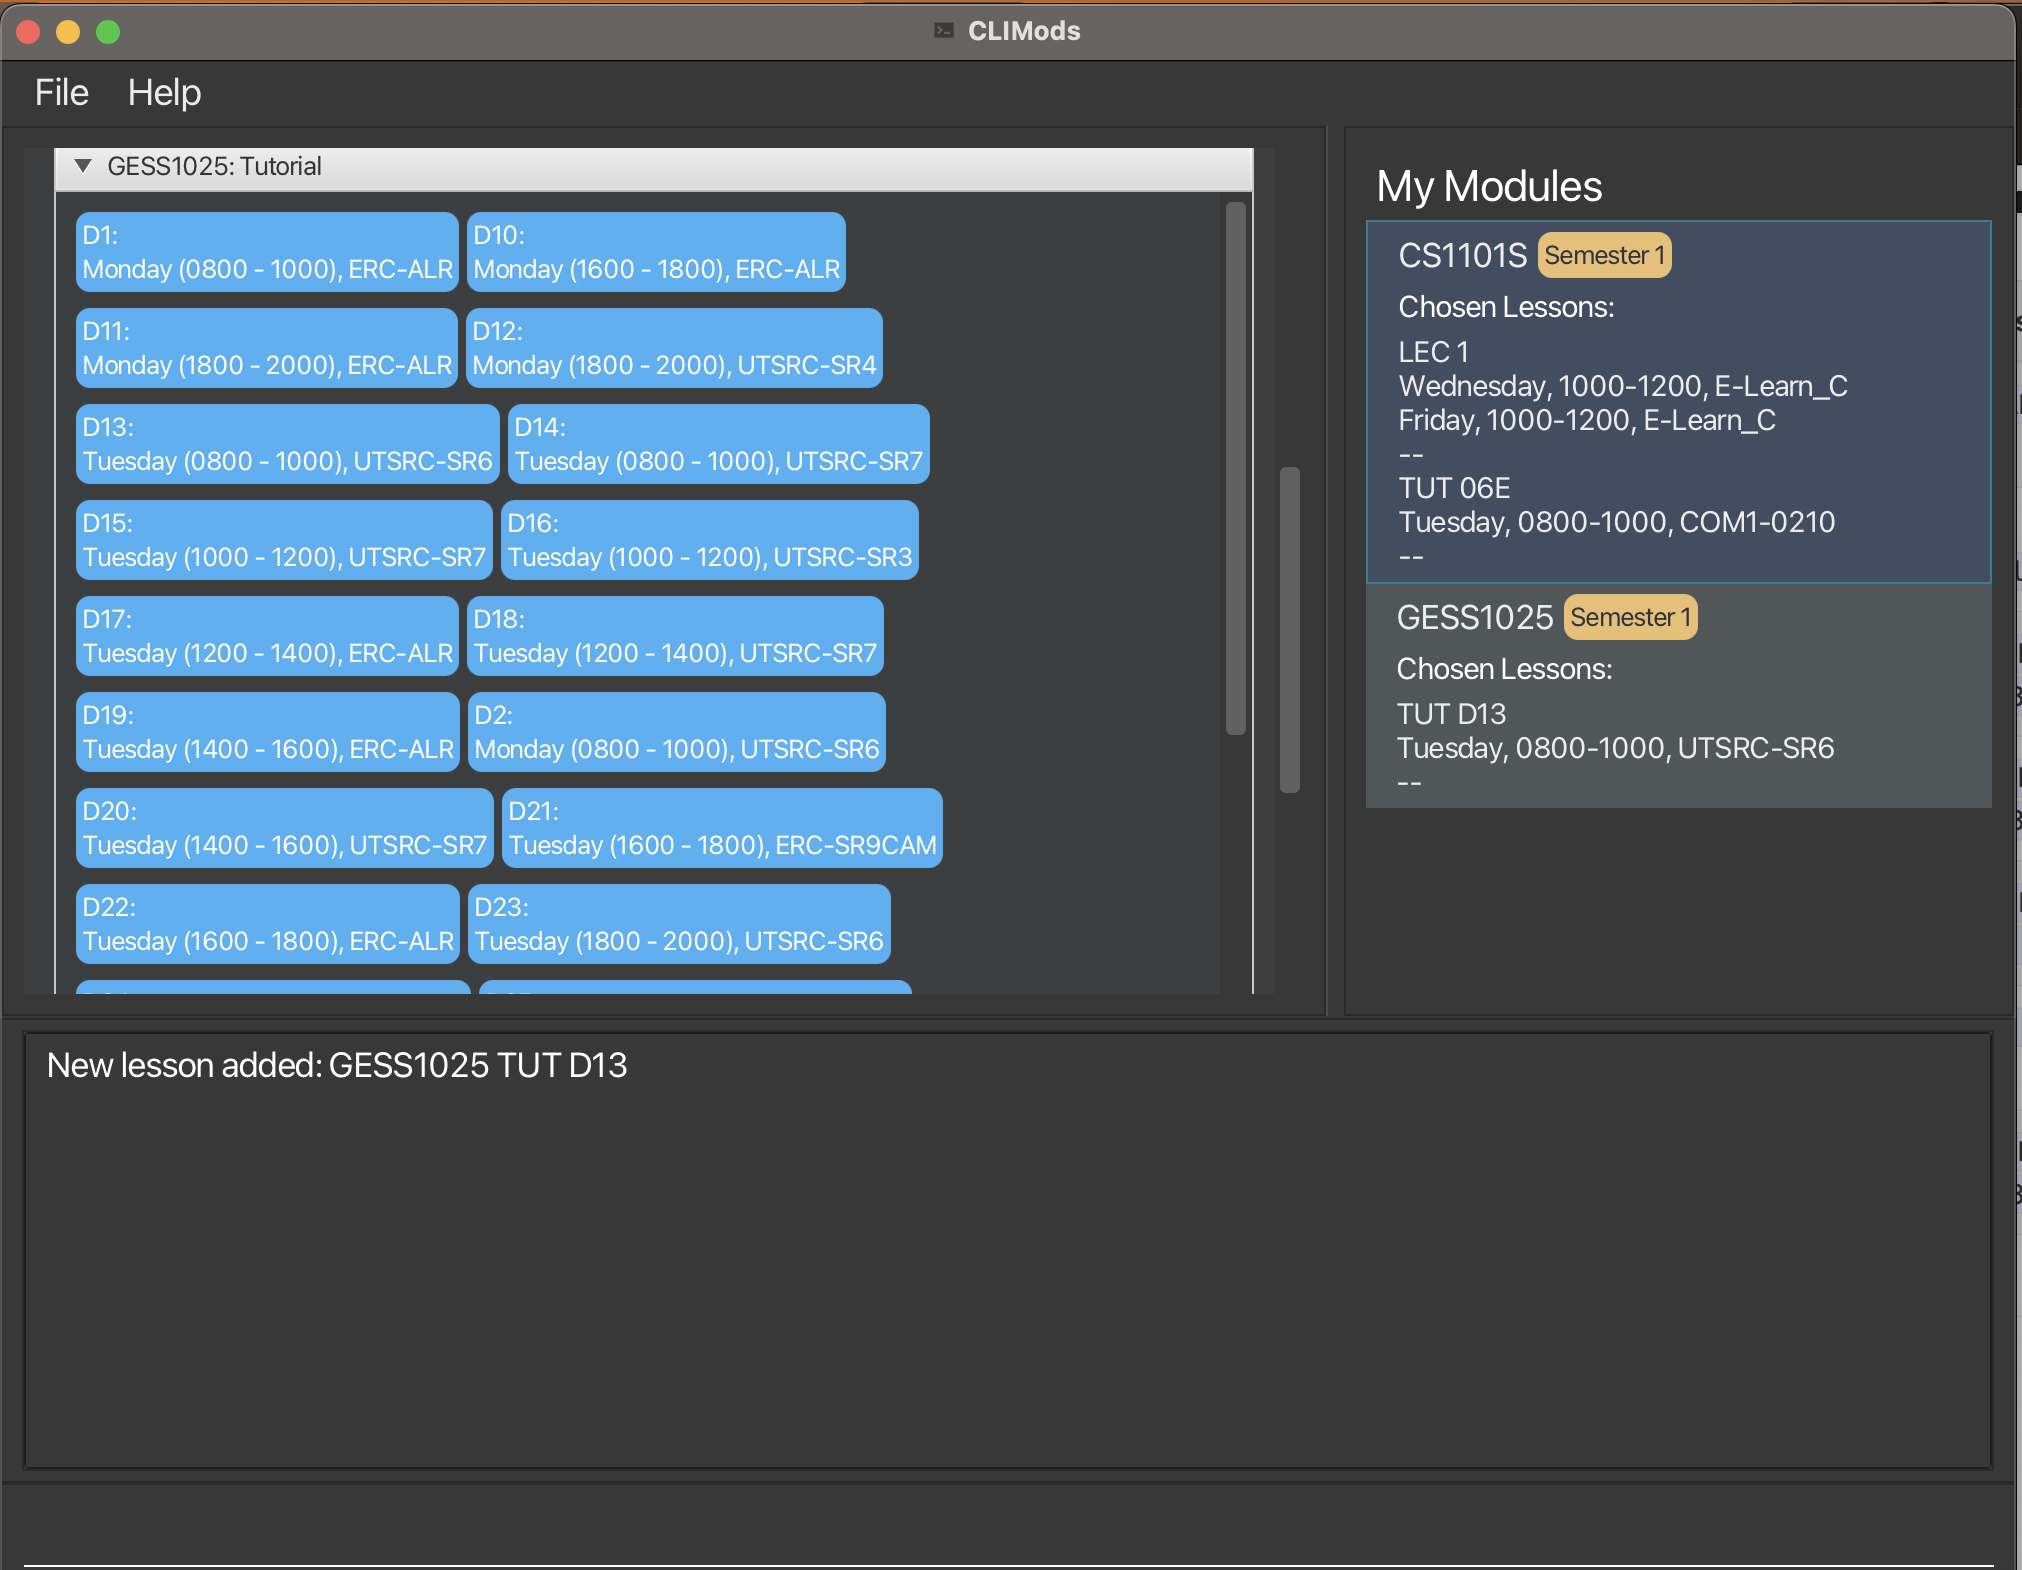 CLIMods
File Help
GESS1025: Tutorial
D1:
Monday (0800 - 1000), ERC-ALR
D10:
Monday (1600 - 1800), ERC-ALR
D11:
Monday (1800 - 2000), ERC-ALR
D12:
Monday (1800 - 2000), UTSRC-SR4
D13:
Tuesday (0800 - 1000), UTSRC-SR6
D14:
Tuesday (0800 - 1000), UTSRC-SR7
D15:
Tuesday (1000 - 1200), UTSRC-SR7
D16:
Tuesday (1000 - 1200), UTSRC-SR3
D17:
Tuesday (1200 - 1400), ERC-ALR
D18:
Tuesday (1200 - 1400), UTSRC-SR7
D19:
Tuesday (1400 - 1600), ERC-ALR
D2:
Monday (0800 - 1000), UTSRC-SR6
D20:
Tuesday (1400 - 1600), UTSRC-SR7
D21:
Tuesday (1600 - 1800), ERC-SR9CAM
D22:
Tuesday (1600 - 1800), ERC-ALR
D23:
Tuesday (1800 - 2000), UTSRC-SR6
My Modules
CS1101S Semester 1
Chosen Lessons:
LEC 1
Wednesday, 1000-1200, E-Learn_C
Friday, 1000-1200, E-Learn_C
--
TUT 06E
Tuesday, 0800-1000, COM1-0210
--
GESS1025 Semester 1
Chosen Lessons:
TUT D13
Tuesday, 0800-1000, UTSRC-SR6
--
New lesson added: GESS1025 TUT D13